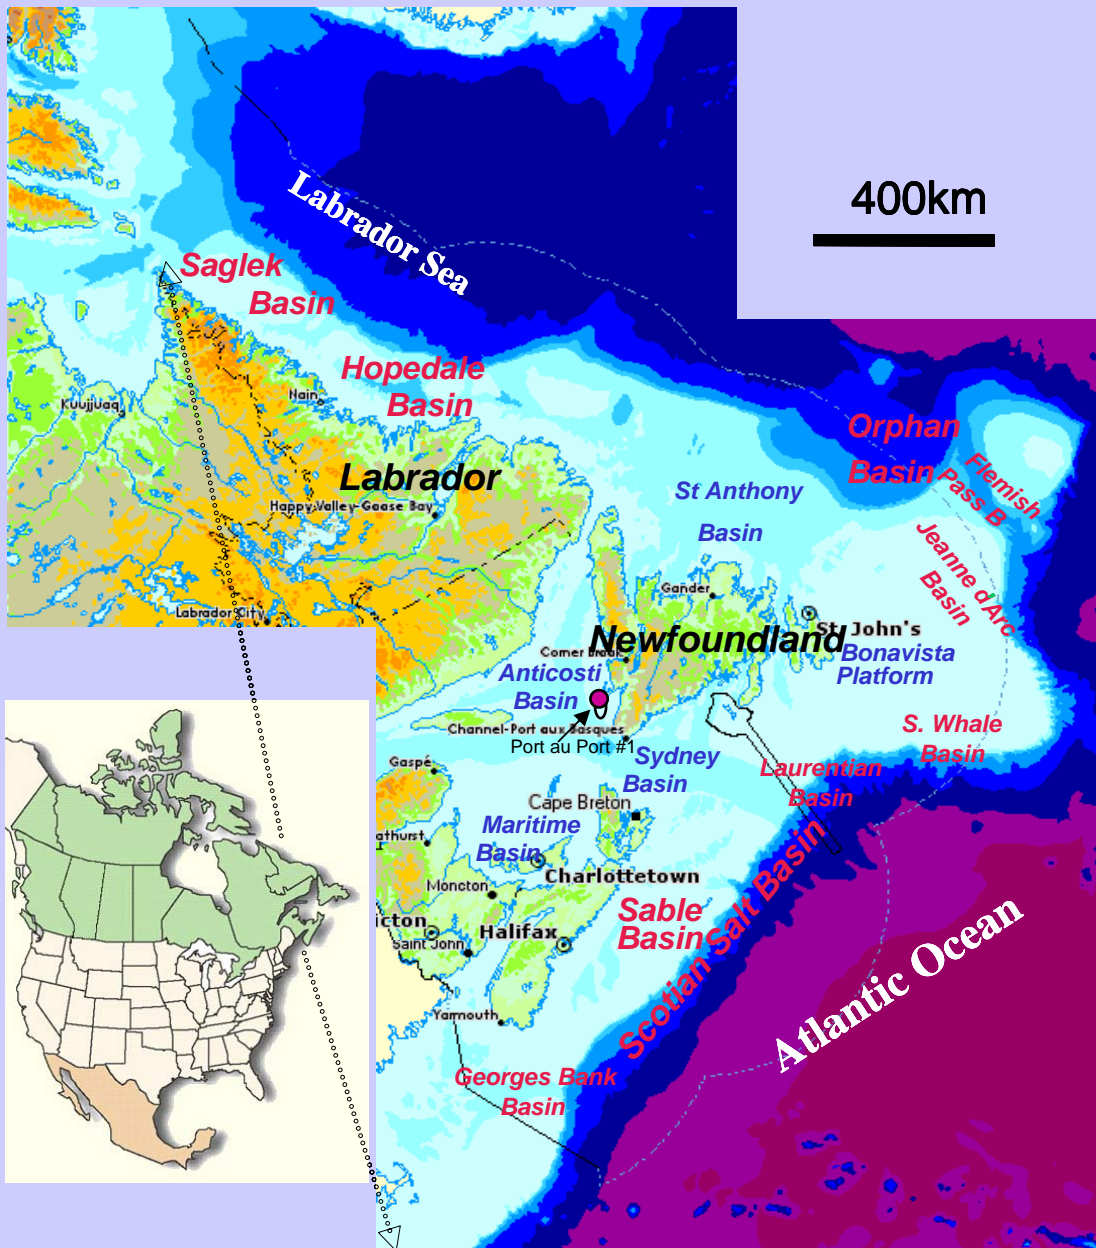 400km
Labrador Sea
Saglek
Basin
Hopedale
Basin
Kuujjuaq
Nain
Labrador
Happy Valley-Goose Bay
Orphan
Basin
Flemish
Pass B
St Anthony
Basin
Jeanne d'Arc
Basin
Gander
Labrador City
St. John's
Newfoundland
Corner Brook
Bonavista
Platform
Anticosti
Basin
Channel-Port aux Basques
Port au Port #1
S. Whale
Basin
Sydney
Basin
Laurentian
Basin
Gaspé
Cape Breton
Maritime
Basin
athurst
Charlottetown
Moncton
Sable
Basin
Scotian Salt Basin
icton
Halifax
Saint John
Atlantic Ocean
Yarmouth
Georges Bank
Basin